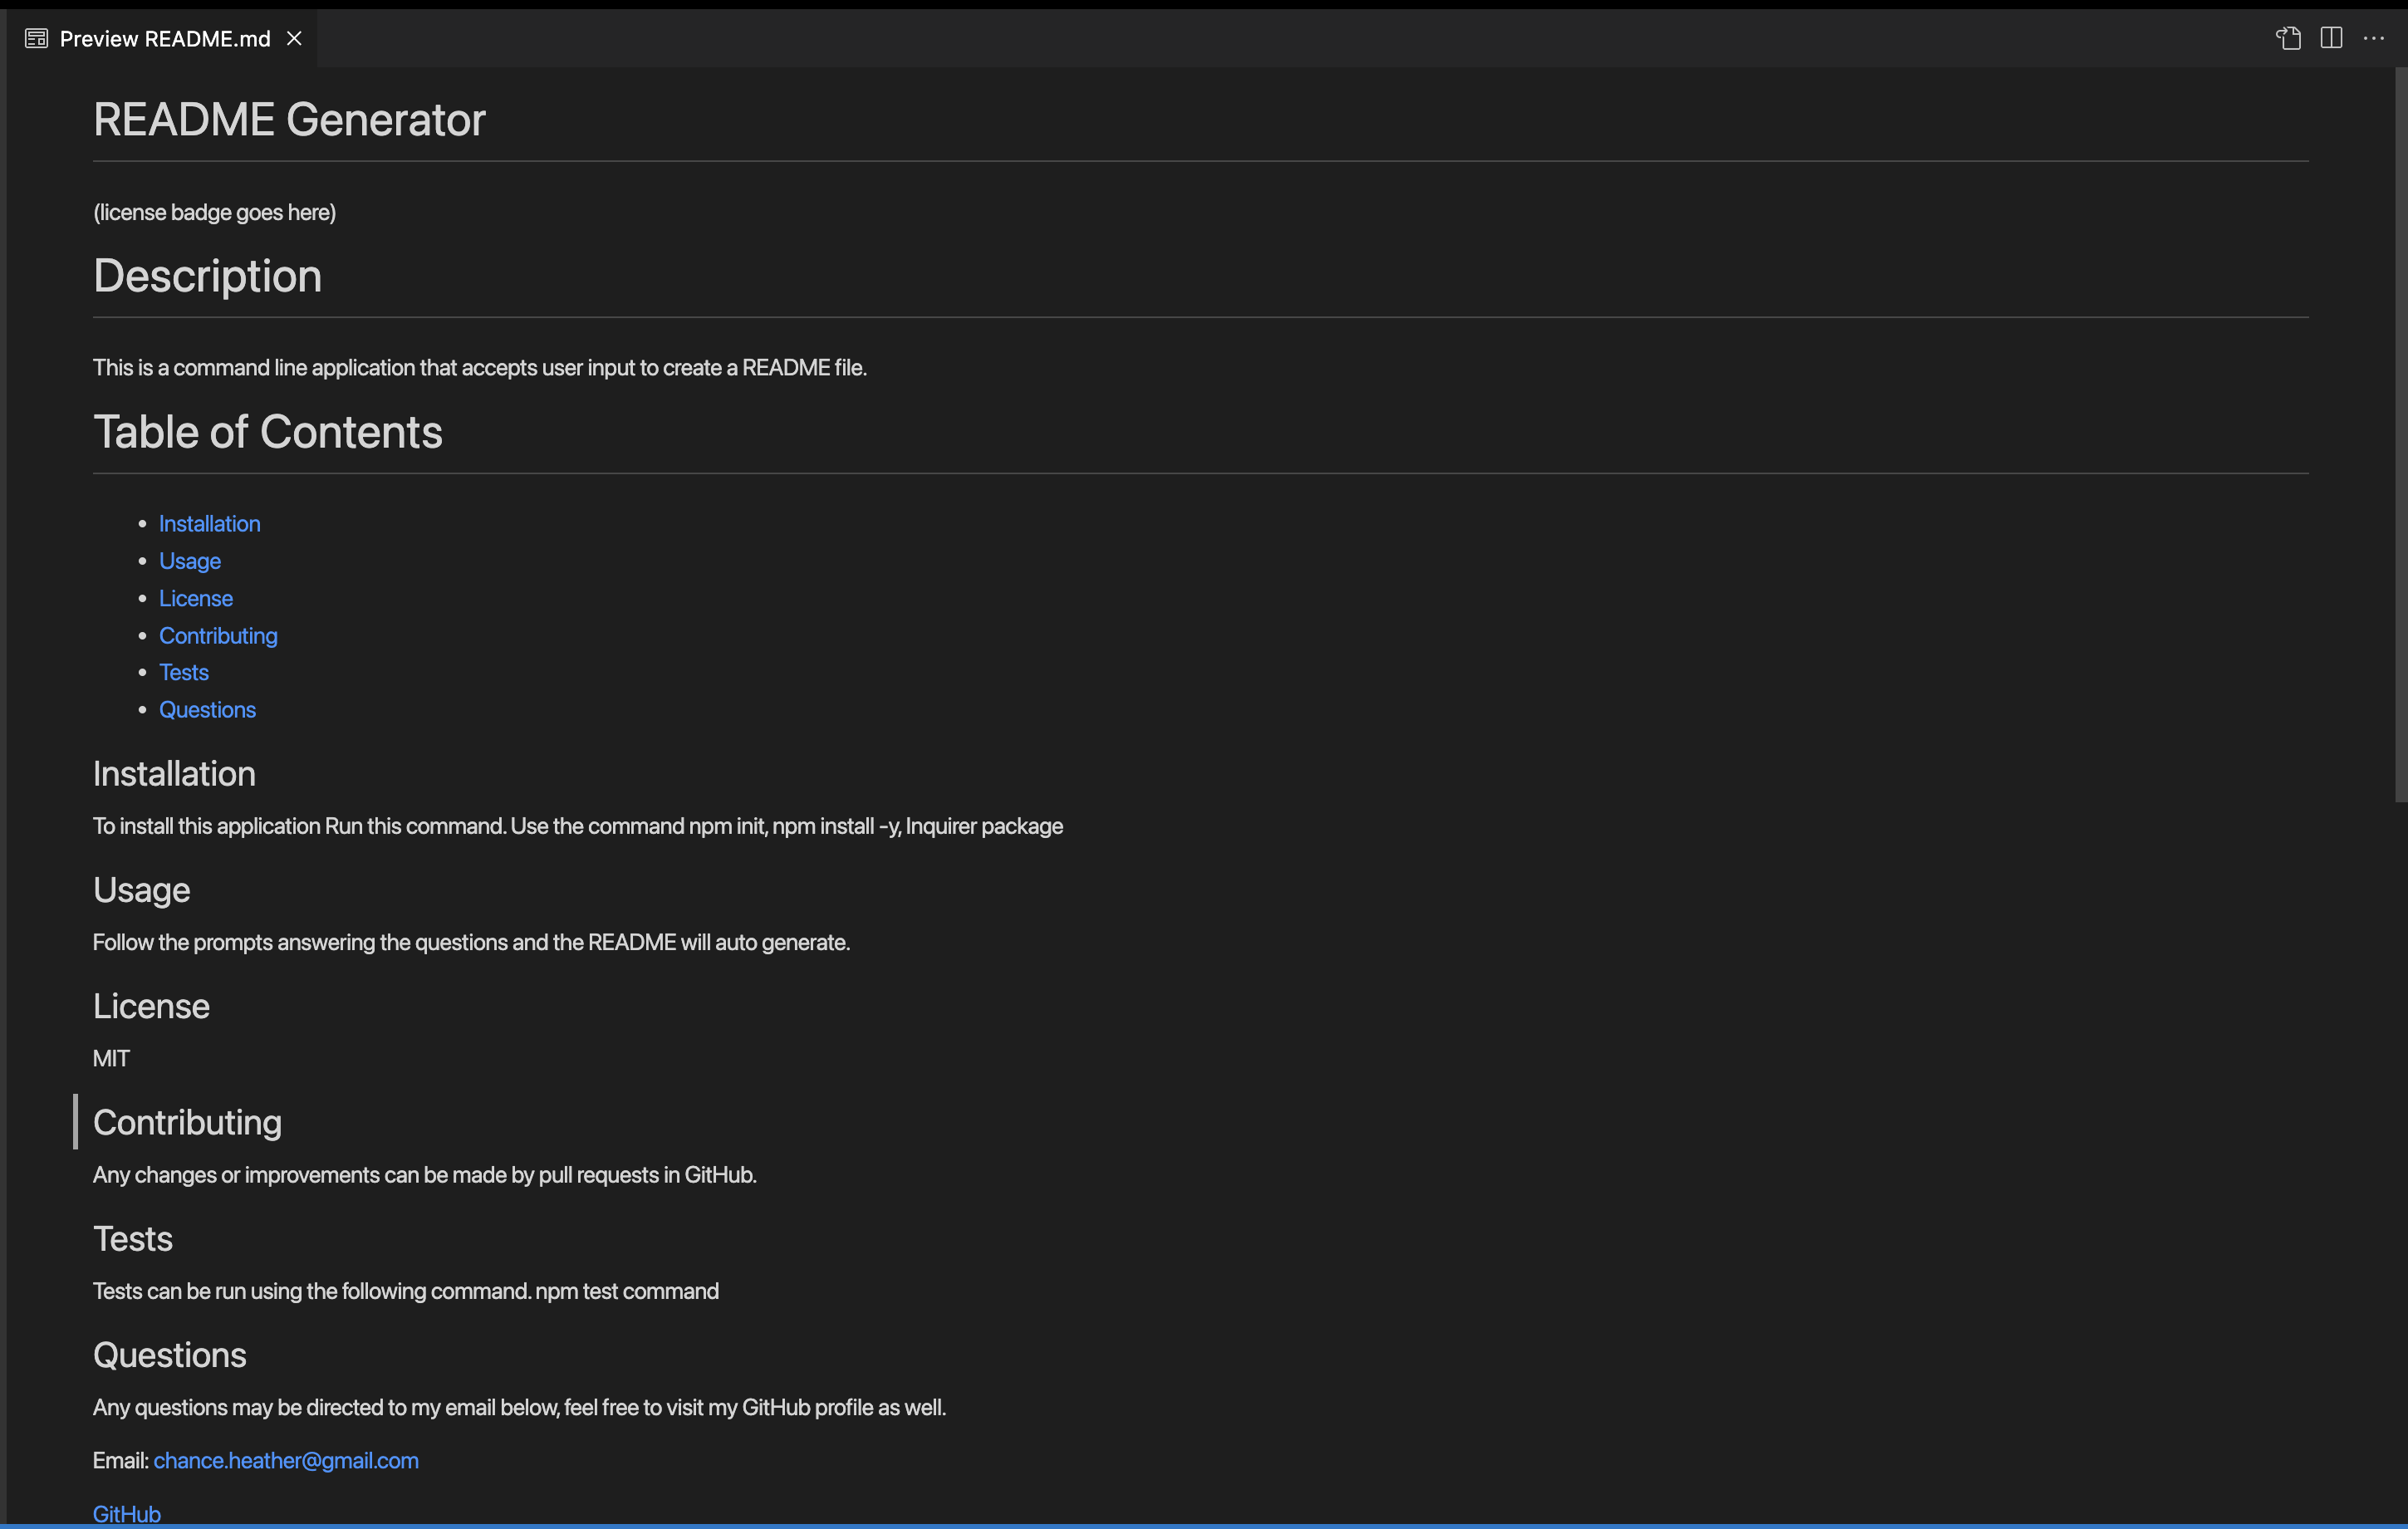 Preview README.md
README Generator
(license badge goes here)
Description
This is a command line application that accepts user input to create a README file.
Table of Contents
Installation
Usage
License
Contributing
Tests
Questions
Installation
To install this application Run this command. Use the command npm init, npm install -y, Inquirer package
Usage
Follow the prompts answering the questions and the README will auto generate.
License
MIT
Contributing
Any changes or improvements can be made by pull requests in GitHub.
Tests
Tests can be run using the following command. npm test command
Questions
Any questions may be directed to my email below, feel free to visit my GitHub profile as well.
Email: chance.heather@gmail.com
GitHub